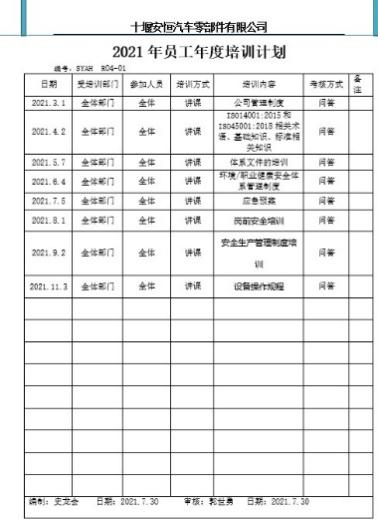 十堰安恒汽车零部件有限公司
2021 年员工年度培训计划
编号：SYAH R04-01
日期 受培训部门 参加人员 培训方式 培训内容 考核方式 备注
2021.3.1 全体部门 全体 讲课 公司管理制度 问答
2021.4.2 全体部门 全体 讲课 ISO14001:2015 和
ISO45001:2018 相关术
语、基础知识、标准相
关知识 问答
2021.5.7 全体部门 全体 讲课 体系文件的培训 问答
2021.6.4 全体部门 全体 讲课 环境/职业健康安全体
系管理制度 问答
2021.7.5 全体部门 全体 讲课 应急预案 问答
2021.8.1 全体部门 全体 讲课 岗前安全培训 问答
2021.9.2 全体部门 全体 讲课 安全生产管理制度培
训 问答
2021.11.3 全体部门 全体 讲课 设备操作规程 问答
编制：史龙会 日期：2021.7.30 审核：郭世勇 日期：2021.7.30